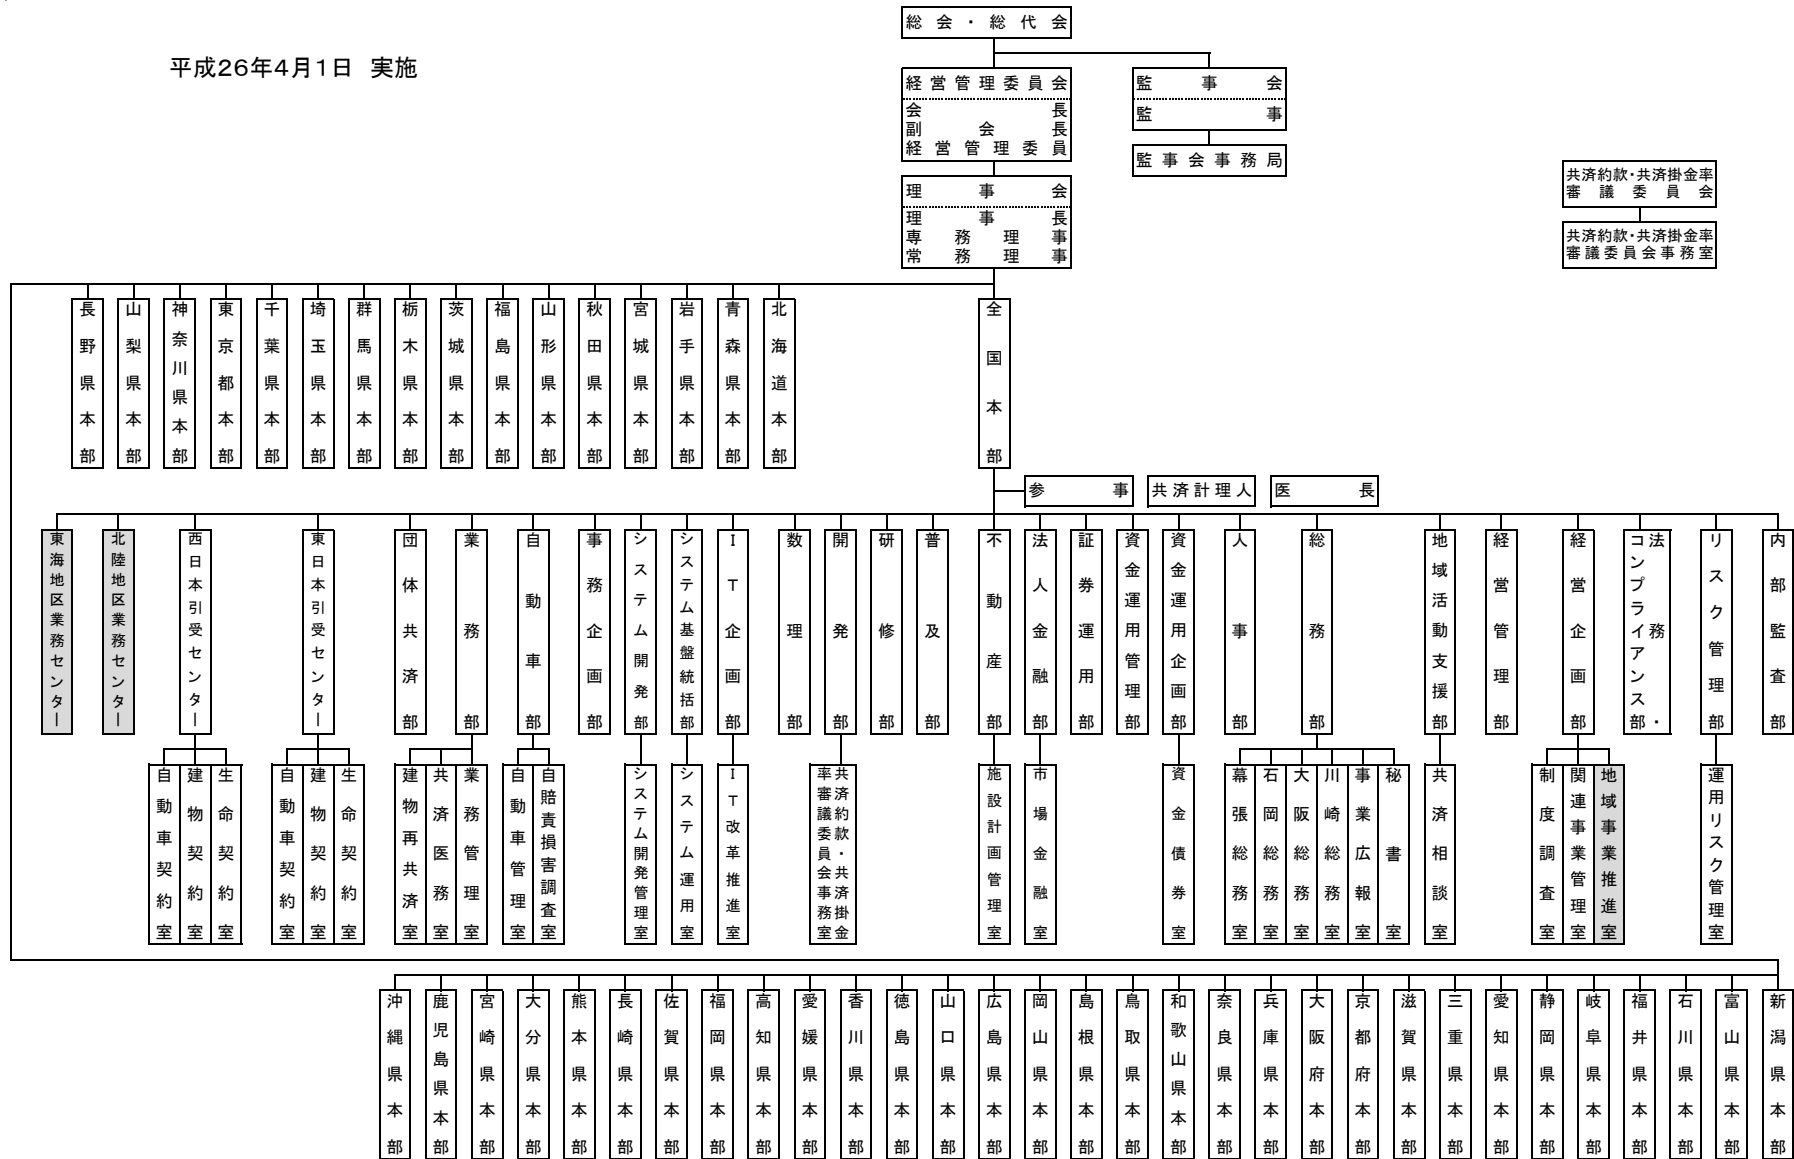 平成26年4月1日 実施
総会・総代会
経営管理委員会
会長
副会長
経営管理委員
監事会
監事
監事会事務局
理事会
理事長
専務理事
常務理事
共済約款・共済掛金率
審議委員会
共済約款・共済掛金率
審議委員会事務室
長野県本部
山梨県本部
神奈川県本部
東京都本部
千葉県本部
埼玉県本部
群馬県本部
栃木県本部
茨城県本部
福島県本部
山形県本部
秋田県本部
宮城県本部
岩手県本部
青森県本部
北海道本部
全国本部
参事
共済計理人
医長
東海地区業務センター
北陸地区業務センター
西日本引受センター
東日本引受センター
団体共済部
業務部
自動車部
事務企画部
システム開発部
システム基盤統括部
IT企画部
数理部
開発部
研修部
普及部
不動産部
法人金融部
証券運用部
資金運用管理部
資金運用企画部
人事部
総務部
地域活動支援部
経営管理部
経営企画部
法務・
コンプライアンス部
リスク管理部
内部監査部
自動車契約室
建物契約室
生命契約室
自動車契約室
建物契約室
生命契約室
建物再共済室
共済医務室
業務管理室
自動車管理室
自賠責損害調査室
システム開発管理室
システム運用室
IT改革推進室
共済約款・共済掛金
率審議委員会事務室
施設計画管理室
市場金融室
資金債券室
幕張総務室
石岡総務室
大阪総務室
川崎総務室
事業広報室
秘書室
共済相談室
制度調査室
関連事業管理室
地域事業推進室
運用リスク管理室
沖縄県本部
鹿児島県本部
宮崎県本部
大分県本部
熊本県本部
長崎県本部
佐賀県本部
福岡県本部
高知県本部
愛媛県本部
香川県本部
徳島県本部
山口県本部
広島県本部
岡山県本部
島根県本部
鳥取県本部
和歌山県本部
奈良県本部
兵庫県本部
大阪府本部
京都府本部
滋賀県本部
三重県本部
愛知県本部
静岡県本部
岐阜県本部
福井県本部
石川県本部
富山県本部
新潟県本部